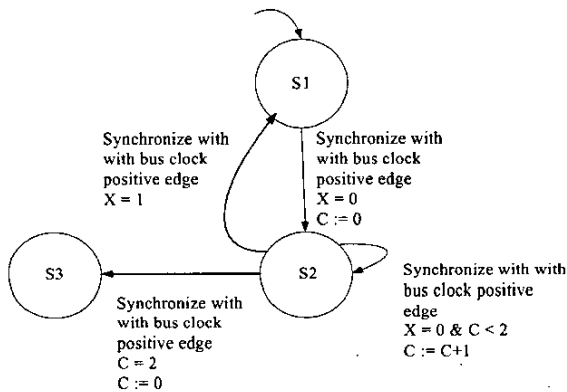 S1
Synchronize with
with bus clock
positive edge
X = 1
Synchronize with
with bus clock
positive edge
X = 0
C := 0
S3
S2
Synchronize with with
bus clock positive
edge
X = 0 & C < 2
C := C+1
Synchronize with
with bus clock
positive edge
C = 2
C := 0